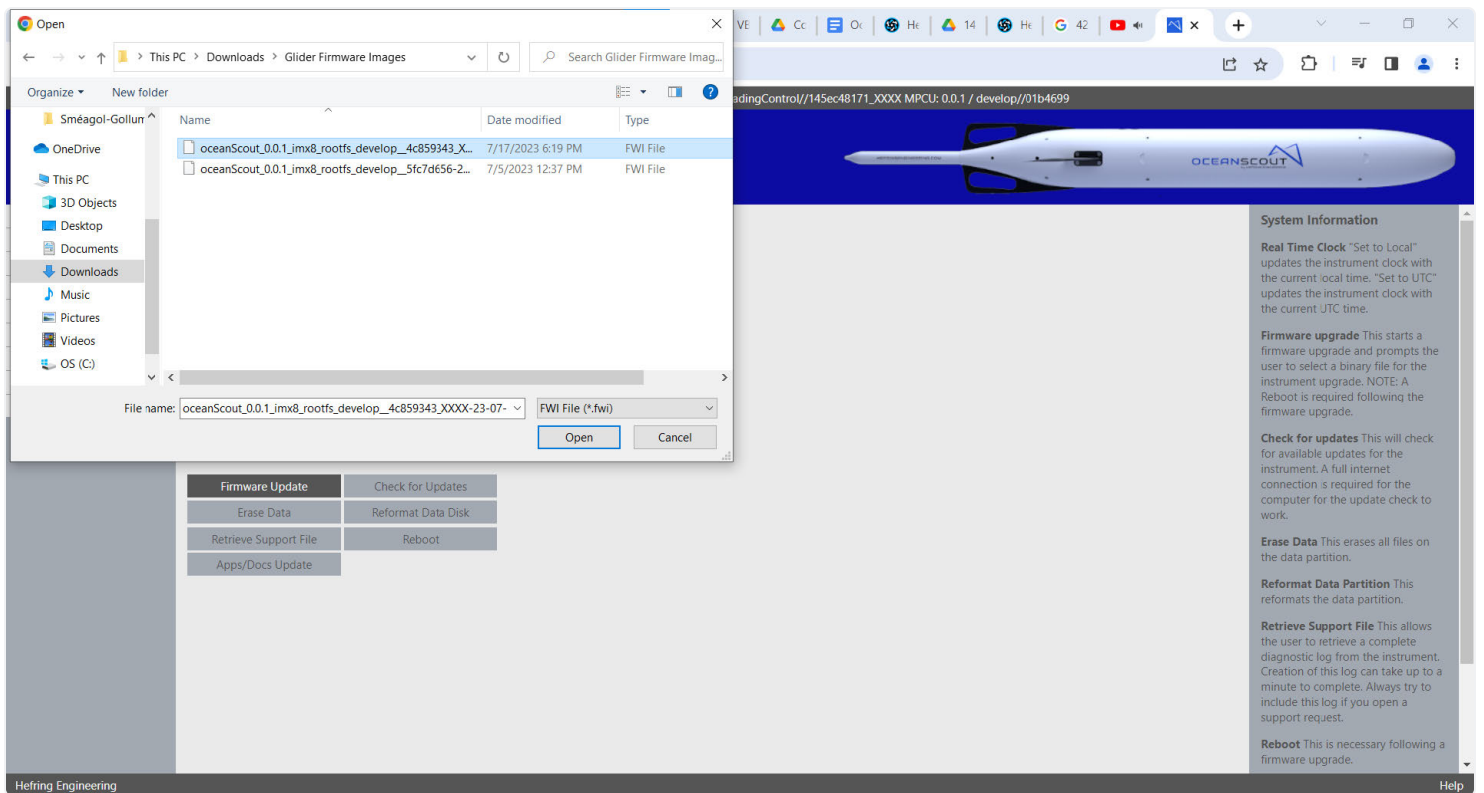 Open
VE
Cc
Oc
He
14
He
42
This PC > Downloads > Glider Firmware Images
Search Glider Firmware Imag...
Organize
New folder
Sméagol-Gollum
OneDrive
This PC
3D Objects
Desktop
Documents
Downloads
Music
Pictures
Videos
OS (C:)
Name Date modified Type
oceanScout_0.0.1_imx8_rootfs_develop__4c859343_X... 7/17/2023 6:19 PM FWI File
oceanScout_0.0.1_imx8_rootfs_develop__5fc7d656-2... 7/5/2023 12:37 PM FWI File
File name: oceanScout_0.0.1_imx8_rootfs_develop__4c859343_XXXX-23-07- FWI File (*.fwi)
Open Cancel
adingControl//145ec48171_XXXX MPCU: 0.0.1 / develop//01b4699
OCEANSCOUT
Firmware Update Check for Updates
Erase Data Reformat Data Disk
Retrieve Support File Reboot
Apps/Docs Update
System Information
Real Time Clock "Set to Local"
updates the instrument clock with
the current local time. "Set to UTC"
updates the instrument clock with
the current UTC time.
Firmware upgrade This starts a
firmware upgrade and prompts the
user to select a binary file for the
instrument upgrade. NOTE: A
Reboot is required following the
firmware upgrade.
Check for updates This will check
for available updates for the
instrument. A full internet
connection is required for the
computer for the update check to
work.
Erase Data This erases all files on
the data partition.
Reformat Data Partition This
reformats the data partition.
Retrieve Support File This allows
the user to retrieve a complete
diagnostic log from the instrument.
Creation of this log can take up to a
minute to complete. Always try to
include this log if you open a
support request.
Reboot This is necessary following a
firmware upgrade.
Hefring Engineering
Help